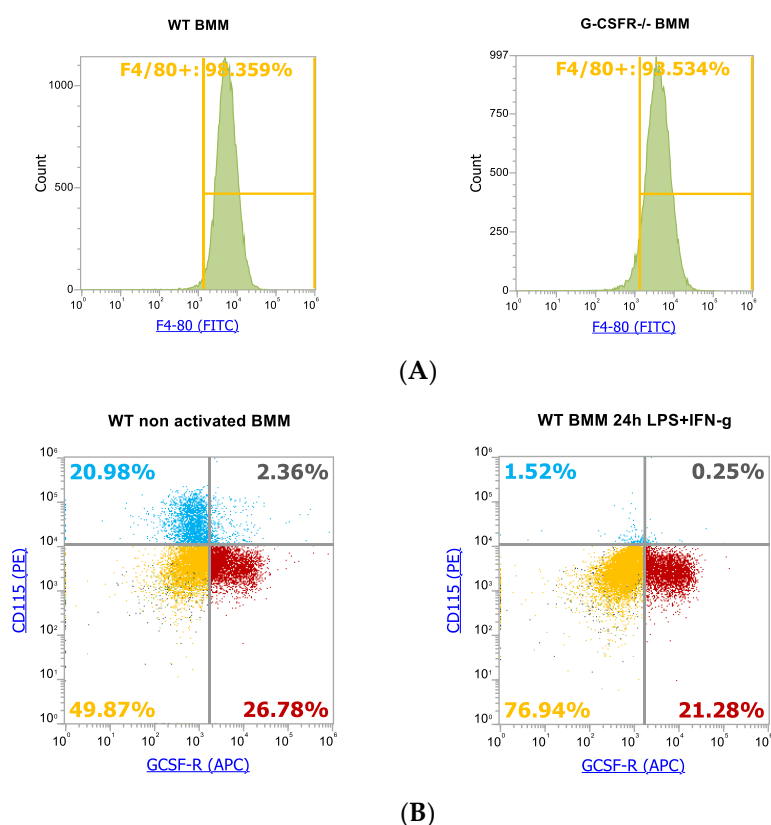 WT BMM
G-CSFR-/- BMM
F4/80+: 98.359%
1000
500
0
Count
10⁰ 10¹ 10² 10³ 10⁴ 10⁵ 10⁶
F4-80 (FITC)
F4/80+: 93.534%
997
750
500
250
0
Count
10⁰ 10¹ 10² 10³ 10⁴ 10⁵ 10⁶
F4-80 (FITC)
(A)
WT non activated BMM
WT BMM 24h LPS+IFN-g
20.98% 2.36%
10⁶
10⁵
10⁴
10³
10²
10¹
10⁰
CD115 (PE)
49.87% 26.78%
10⁰ 10¹ 10² 10³ 10⁴ 10⁵ 10⁶
GCSF-R (APC)
1.52% 0.25%
10⁶
10⁵
10⁴
10³
10²
10¹
10⁰
CD115 (PE)
76.94% 21.28%
10⁰ 10¹ 10² 10³ 10⁴ 10⁵ 10⁶
GCSF-R (APC)
(B)